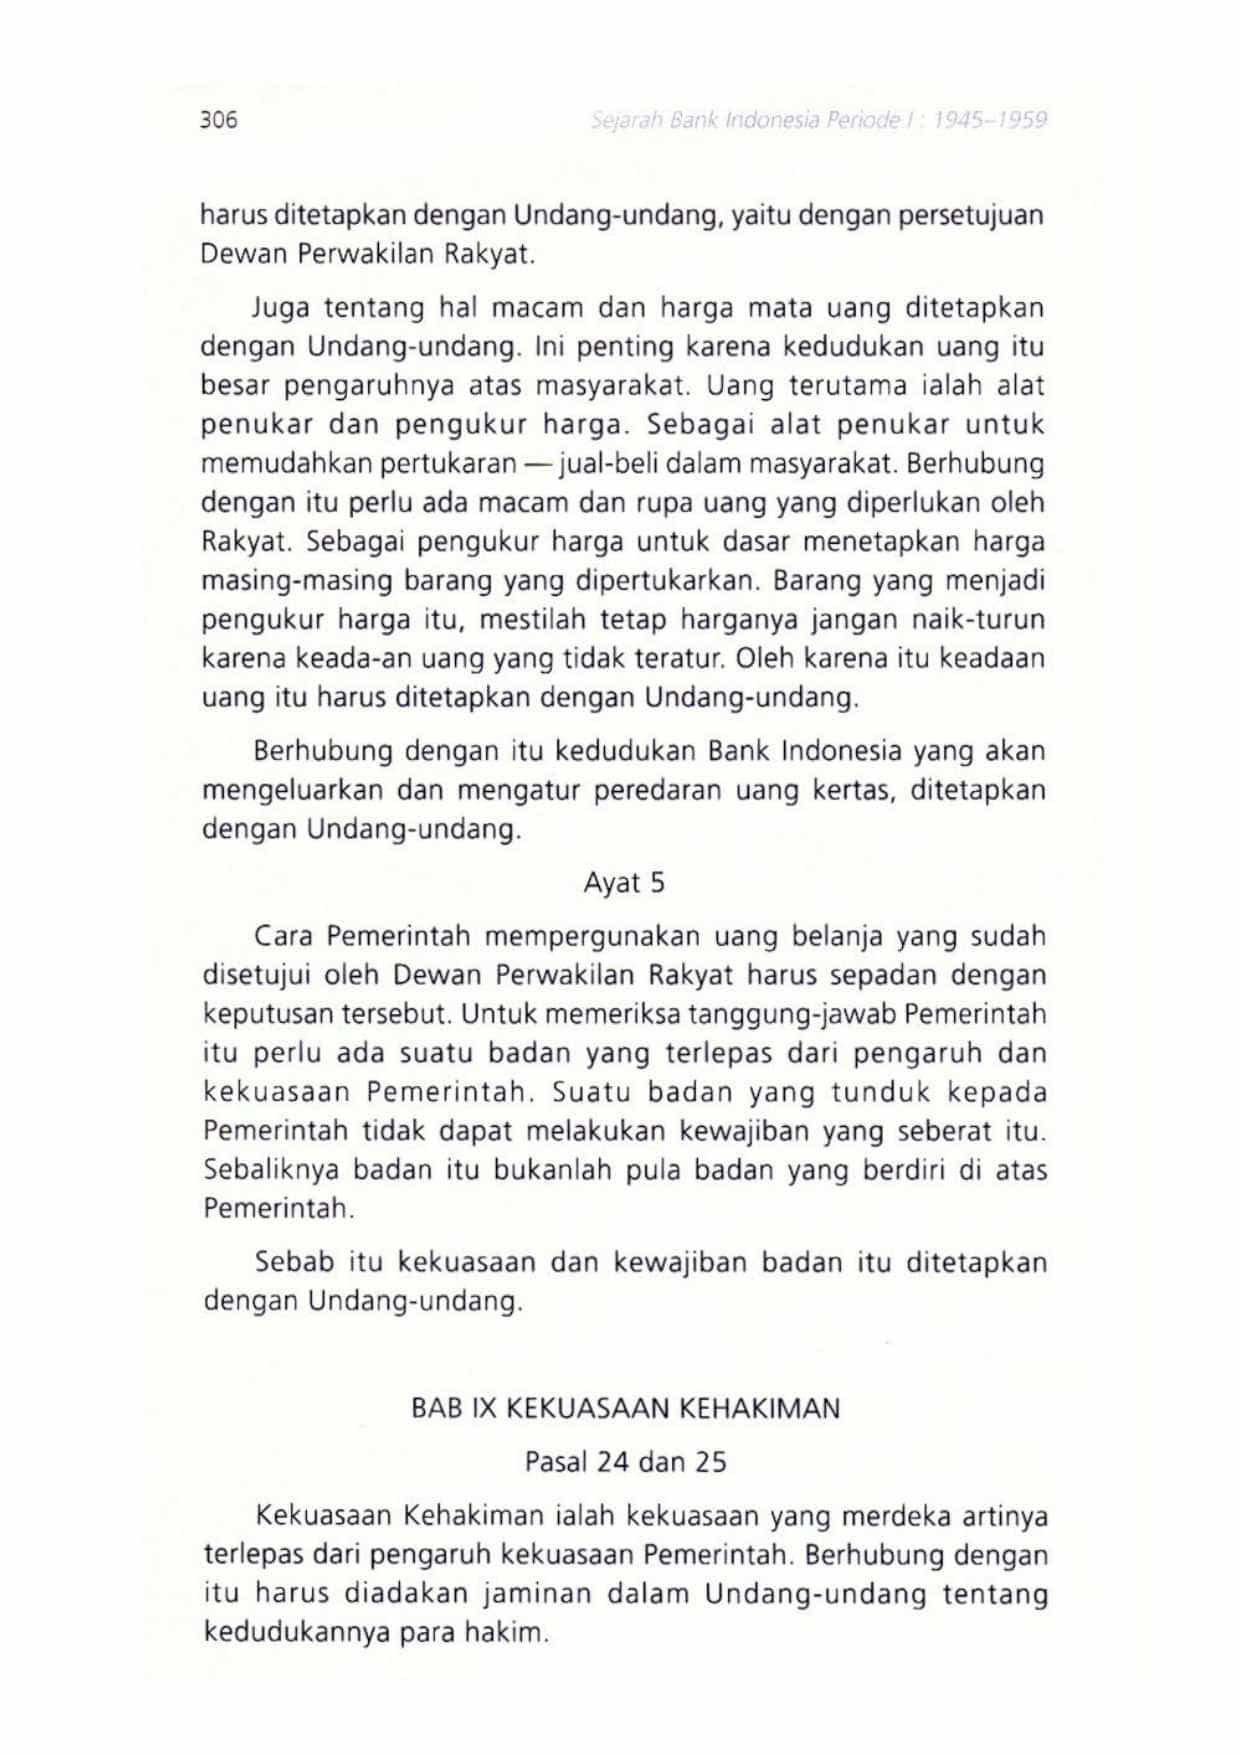 306
Sejarah Bank Indonesia Periode I : 1945–1959
harus ditetapkan dengan Undang-undang, yaitu dengan persetujuan
Dewan Perwakilan Rakyat.
Juga tentang hal macam dan harga mata uang ditetapkan
dengan Undang-undang. Ini penting karena kedudukan uang itu
besar pengaruhnya atas masyarakat. Uang terutama ialah alat
penukar dan pengukur harga. Sebagai alat penukar untuk
memudahkan pertukaran — jual-beli dalam masyarakat. Berhubung
dengan itu perlu ada macam dan rupa uang yang diperlukan oleh
Rakyat. Sebagai pengukur harga untuk dasar menetapkan harga
masing-masing barang yang dipertukarkan. Barang yang menjadi
pengukur harga itu, mestilah tetap harganya jangan naik-turun
karena keada-an uang yang tidak teratur. Oleh karena itu keadaan
uang itu harus ditetapkan dengan Undang-undang.
Berhubung dengan itu kedudukan Bank Indonesia yang akan
mengeluarkan dan mengatur peredaran uang kertas, ditetapkan
dengan Undang-undang.
Ayat 5
Cara Pemerintah mempergunakan uang belanja yang sudah
disetujui oleh Dewan Perwakilan Rakyat harus sepadan dengan
keputusan tersebut. Untuk memeriksa tanggung-jawab Pemerintah
itu perlu ada suatu badan yang terlepas dari pengaruh dan
kekuasaan Pemerintah. Suatu badan yang tunduk kepada
Pemerintah tidak dapat melakukan kewajiban yang seberat itu.
Sebaliknya badan itu bukanlah pula badan yang berdiri di atas
Pemerintah.
Sebab itu kekuasaan dan kewajiban badan itu ditetapkan
dengan Undang-undang.
BAB IX KEKUASAAN KEHAKIMAN
Pasal 24 dan 25
Kekuasaan Kehakiman ialah kekuasaan yang merdeka artinya
terlepas dari pengaruh kekuasaan Pemerintah. Berhubung dengan
itu harus diadakan jaminan dalam Undang-undang tentang
kedudukannya para hakim.